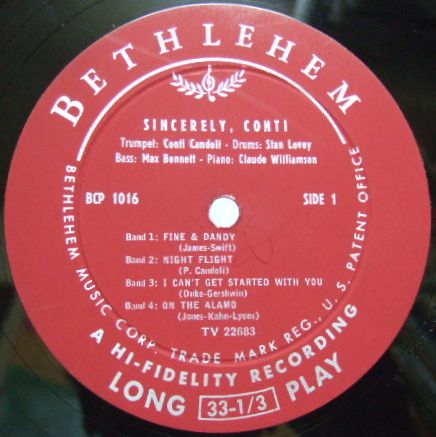 BETHLEHEM
SINCERELY, CONTI
Trumpet: Conti Candoli - Drums: Stan Levey
Bass: Max Bennett - Piano: Claude Williamson
BCP 1016
SIDE 1
Band 1: FINE & DANDY
(James-Swift)
Band 2: NIGHT FLIGHT
(P. Candoli)
Band 3: I CAN'T GET STARTED WITH YOU
(Duke-Gershwin)
Band 4: ON THE ALAMO
(Jones-Kahn-Lyons)
TV 22683
BETHLEHEM MUSIC CORP. TRADE MARK REG., U. S. PATENT OFFICE
A HI-FIDELITY RECORDING
LONG 33-1/3 PLAY